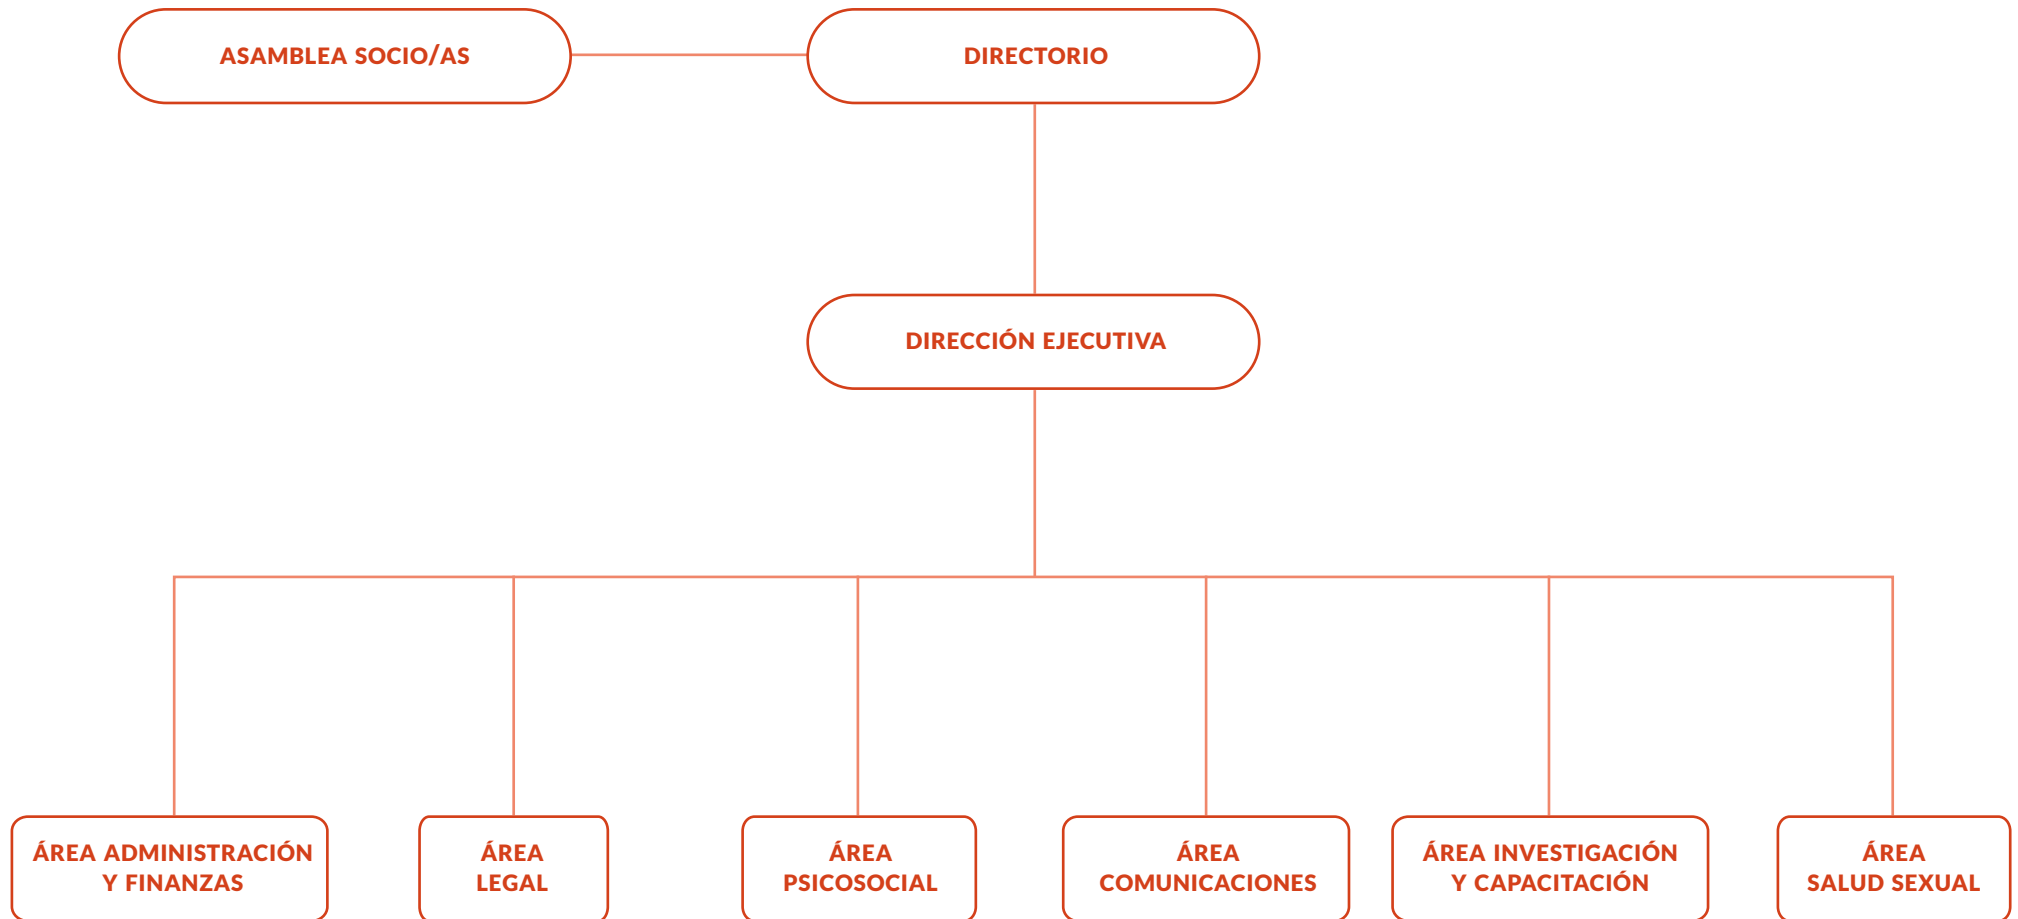 ASAMBLEA SOCIO/AS
DIRECTORIO
DIRECCIÓN EJECUTIVA
ÁREA ADMINISTRACIÓN
Y FINANZAS
ÁREA
LEGAL
ÁREA
PSICOSOCIAL
ÁREA
COMUNICACIONES
ÁREA INVESTIGACIÓN
Y CAPACITACIÓN
ÁREA
SALUD SEXUAL